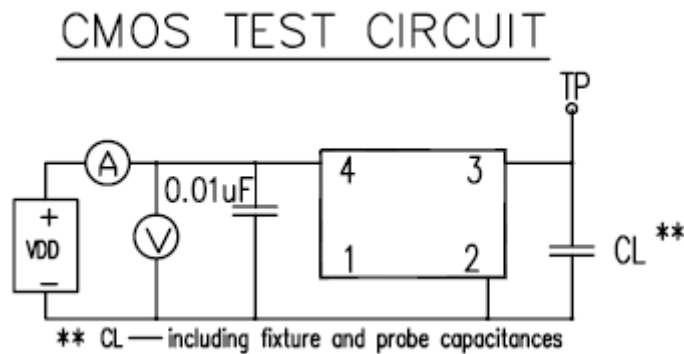 CMOS TEST CIRCUIT
TP
A
0.01uF
4 3
+
VDD
−
V
1 2
CL **
** CL — including fixture and probe capacitances